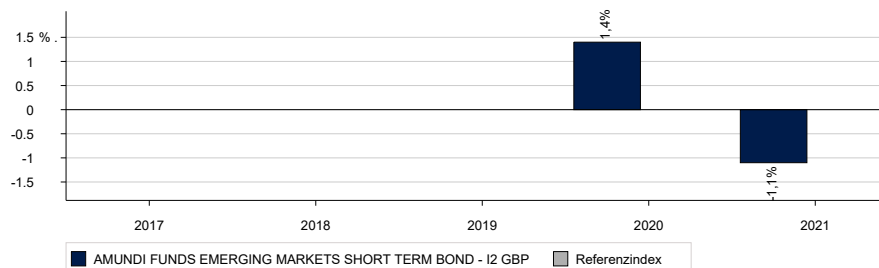 1,4%
1.5 % .
1
0.5
0
-0.5
-1
-1.5
-1,1%
2017 2018 2019 2020 2021
AMUNDI FUNDS EMERGING MARKETS SHORT TERM BOND - I2 GBP Referenzindex